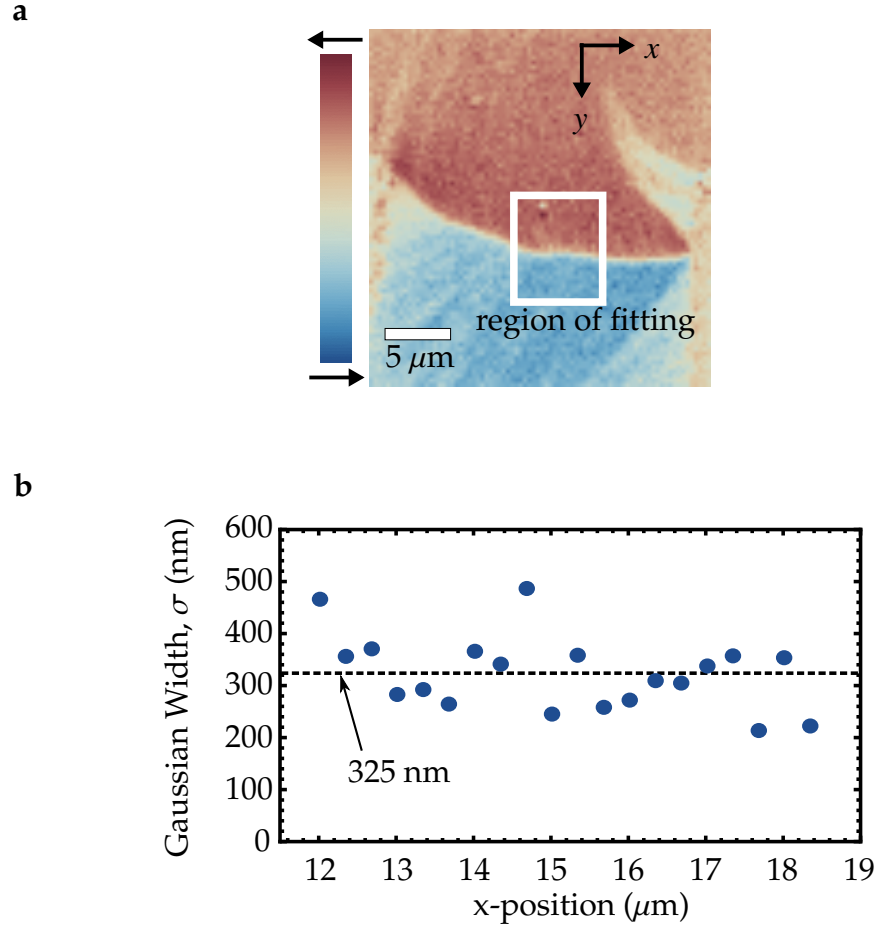 a
x
y
region of fitting
5 μm
b
Gaussian Width, σ (nm)
600
500
400
300
200
100
0
325 nm
12 13 14 15 16 17 18 19
x-position (μm)